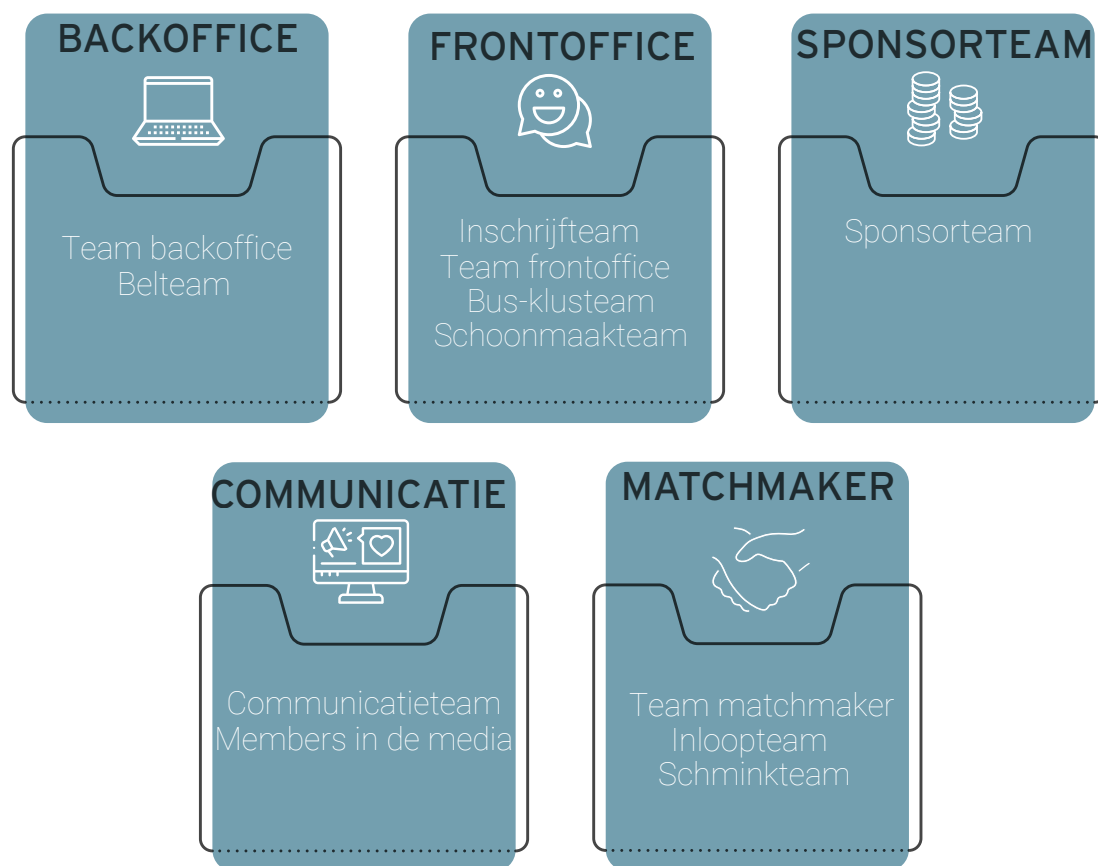 BACKOFFICE
Team backoffice
Belteam
FRONTOFFICE
Inschrijfteam
Team frontoffice
Bus-klusteam
Schoonmaakteam
SPONSORTEAM
Sponsorteam
COMMUNICATIE
Communicatieteam
Members in de media
MATCHMAKER
Team matchmaker
Inloopteam
Schminkteam